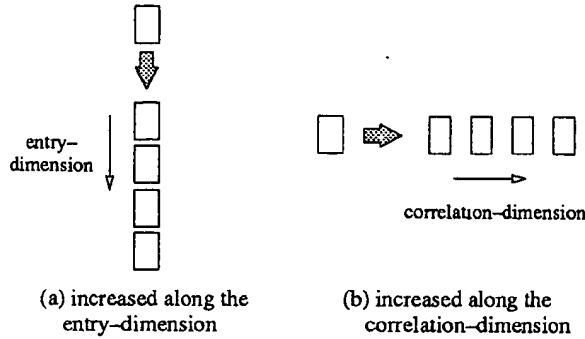 entry–
dimension
correlation–dimension
(a) increased along the
entry–dimension
(b) increased along the
correlation–dimension